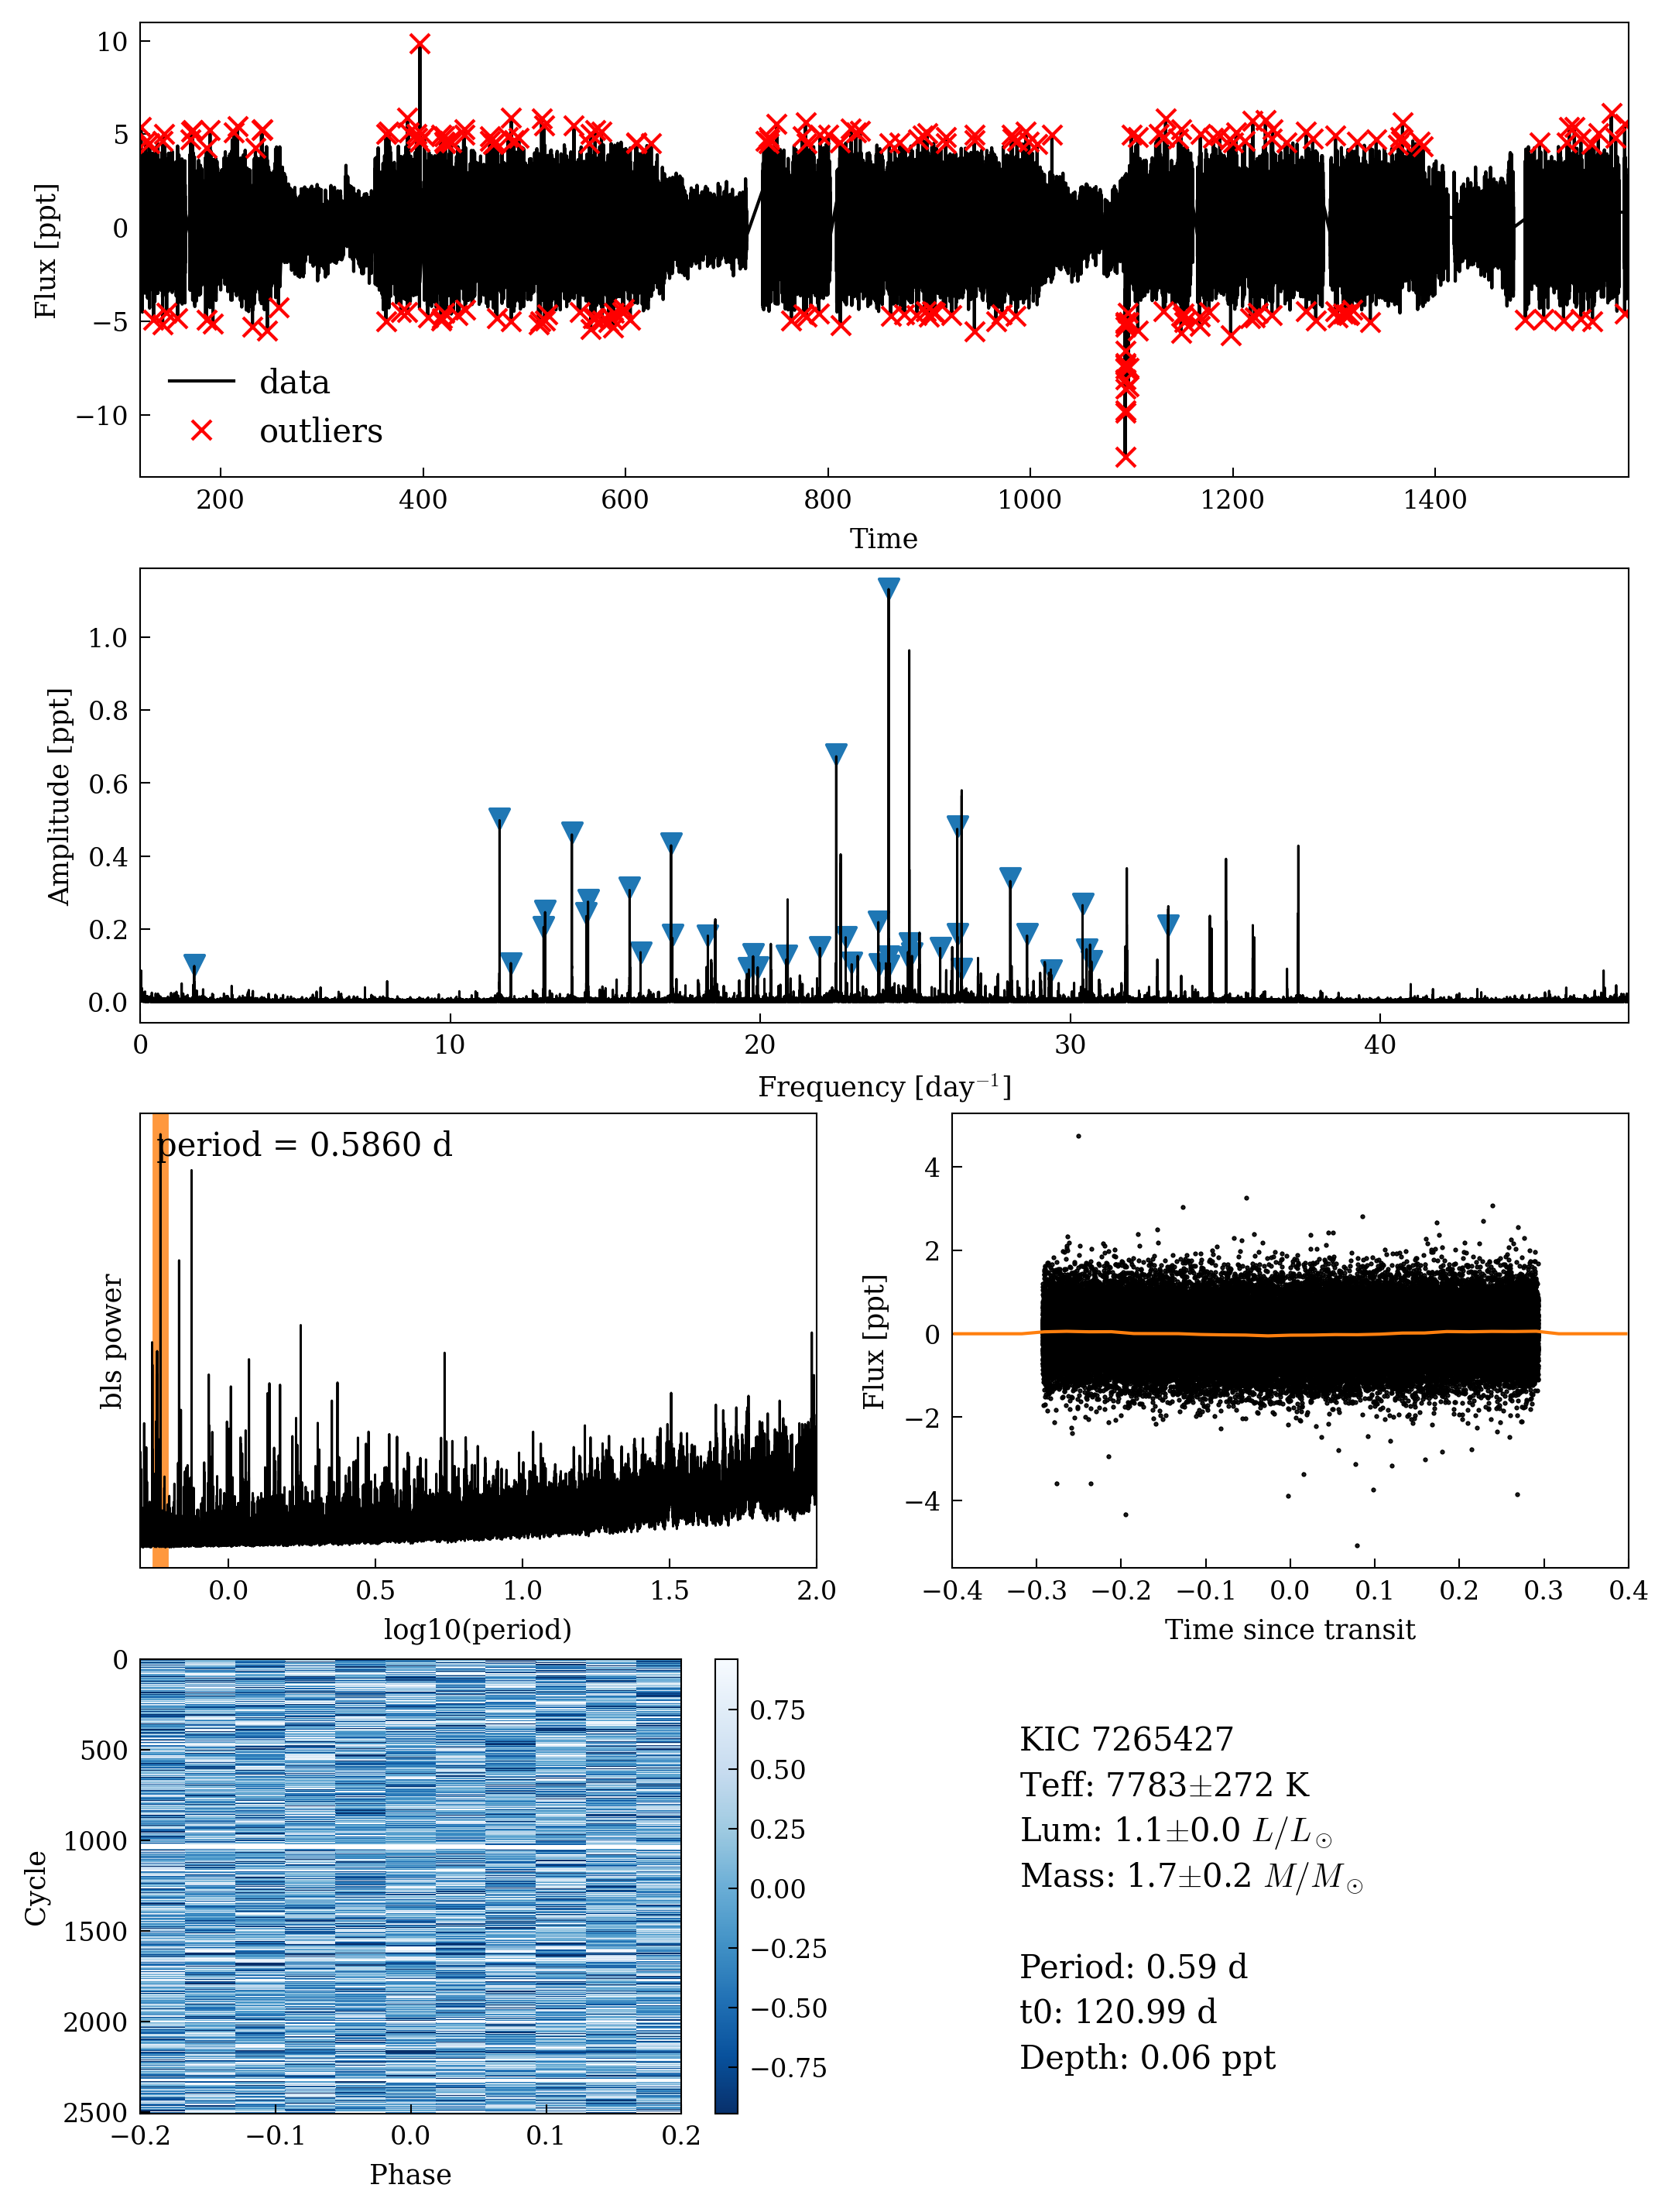 10
5
0
−5
−10
Flux [ppt]
data
outliers
200 400 600 800 1000 1200 1400
Time
1.0
0.8
0.6
0.4
0.2
0.0
Amplitude [ppt]
0 10 20 30 40
Frequency [day⁻¹]
period = 0.5860 d
bls power
0.0 0.5 1.0 1.5 2.0
log10(period)
4
2
0
−2
−4
Flux [ppt]
−0.4 −0.3 −0.2 −0.1 0.0 0.1 0.2 0.3 0.4
Time since transit
0
500
1000
1500
2000
2500
Cycle
−0.2 −0.1 0.0 0.1 0.2
Phase
0.75
0.50
0.25
0.00
−0.25
−0.50
−0.75
KIC 7265427
Teff: 7783±272 K
Lum: 1.1±0.0 L/L⊙
Mass: 1.7±0.2 M/M⊙
Period: 0.59 d
t0: 120.99 d
Depth: 0.06 ppt